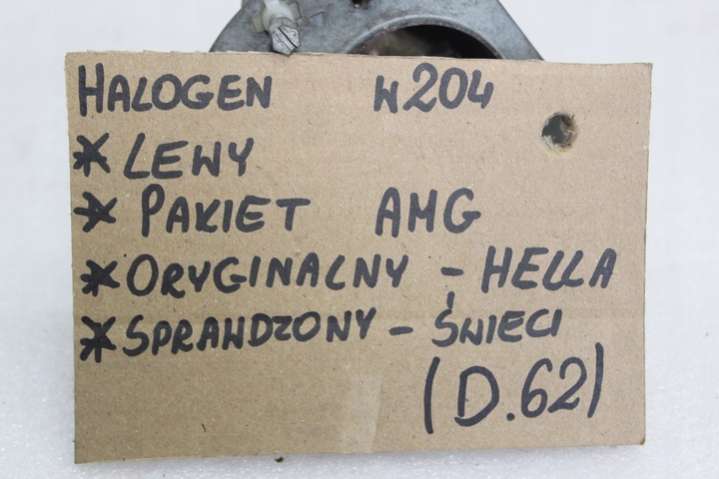 HALOGEN W204
* LEWY
* PAKIET AMG
* ORYGINALNY - HELLA
* SPRAWDZONY - ŚWIECI
(D.62)